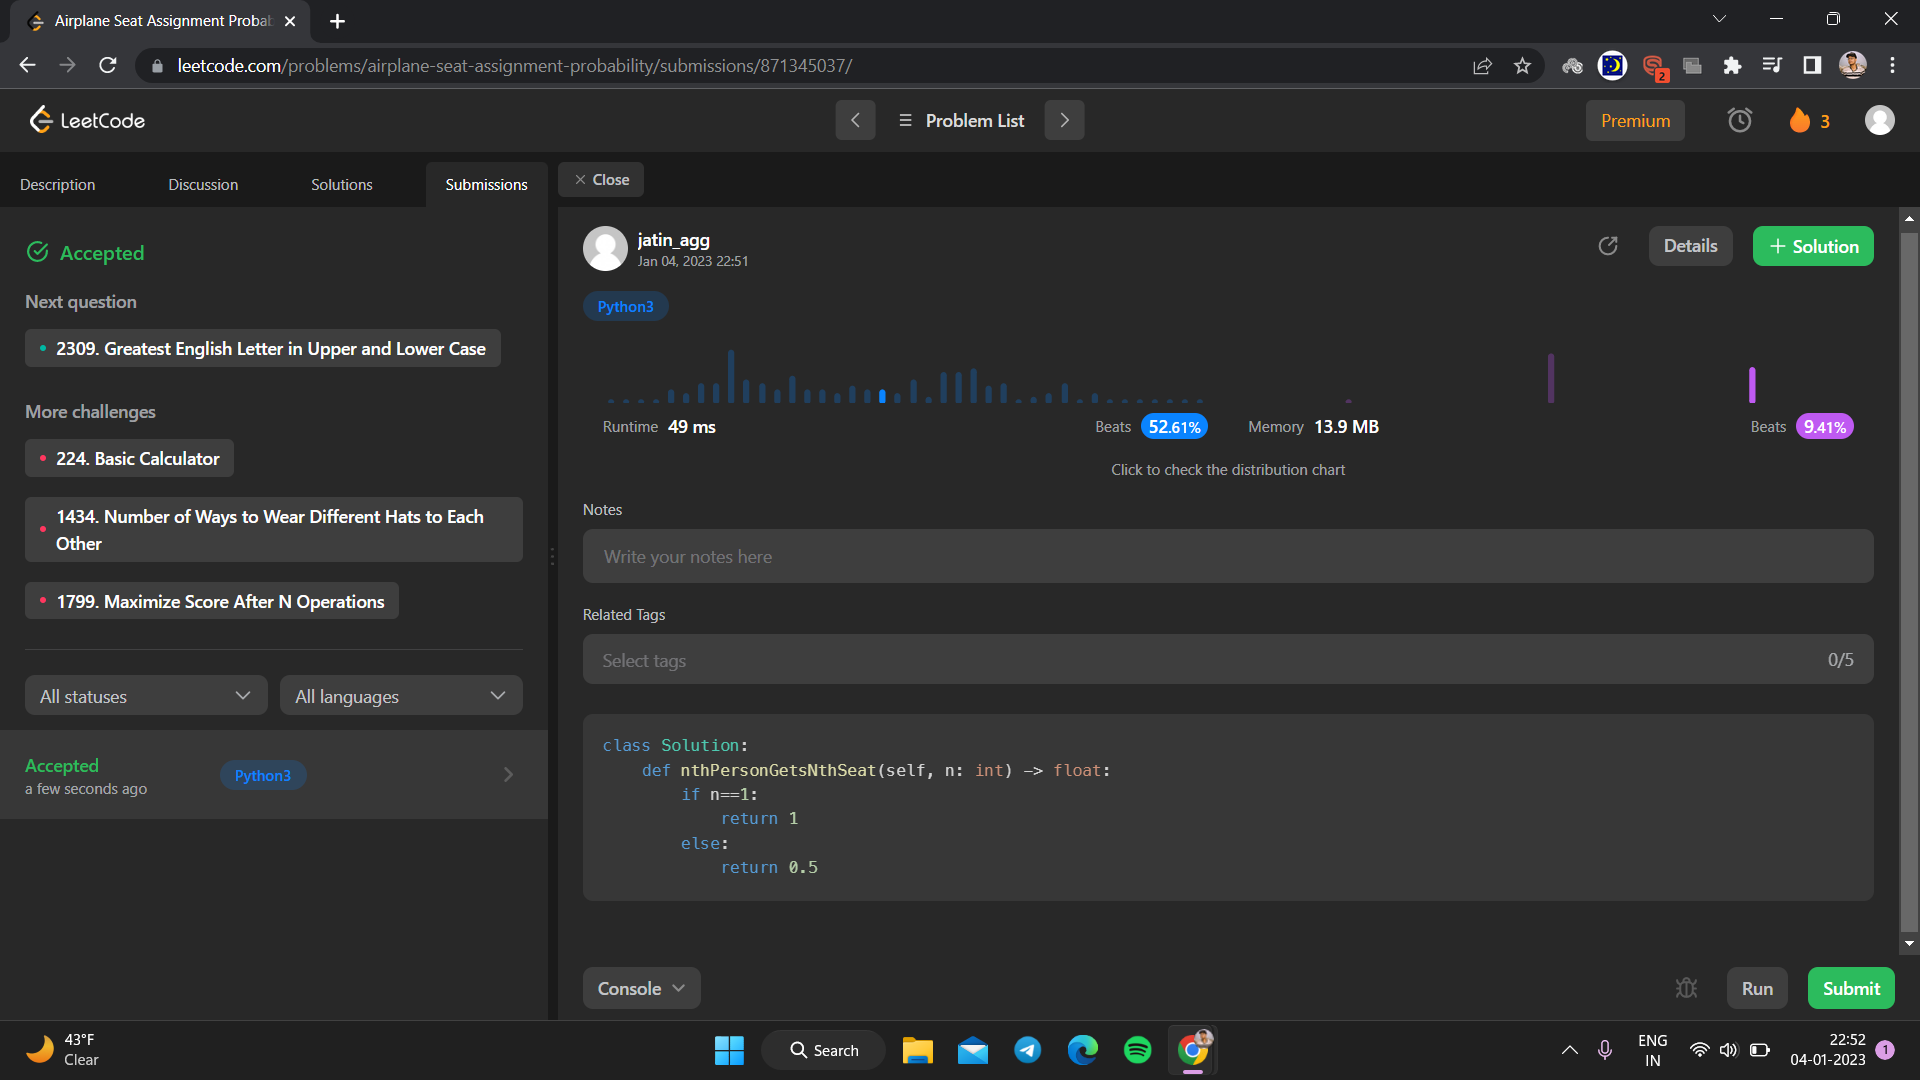 Airplane Seat Assignment Proba
leetcode.com/problems/airplane-seat-assignment-probability/submissions/871345037/
2
LeetCode
Problem List
Premium
3
Description
Discussion
Solutions
Submissions
Close
Accepted
Next question
2309. Greatest English Letter in Upper and Lower Case
More challenges
224. Basic Calculator
1434. Number of Ways to Wear Different Hats to Each
Other
1799. Maximize Score After N Operations
All statuses
All languages
Accepted
a few seconds ago
Python3
jatin_agg
Jan 04, 2023 22:51
Details
+ Solution
Python3
Runtime 49 ms
Beats 52.61%
Memory 13.9 MB
Beats 9.41%
Click to check the distribution chart
Notes
Write your notes here
Related Tags
Select tags
0/5
class Solution:
    def nthPersonGetsNthSeat(self, n: int) -> float:
        if n==1:
            return 1
        else:
            return 0.5
Console
Run
Submit
43°F
Clear
Search
ENG
IN
22:52
04-01-2023
1